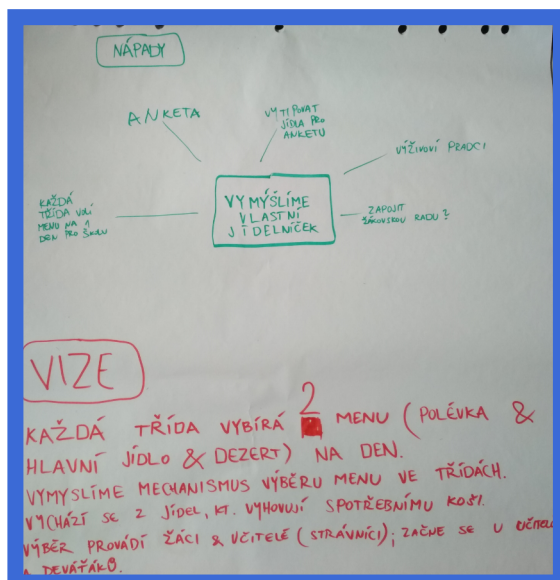 NÁPADY
ANKETA
VYTIPOVAT
JÍDLA PRO
ANKETU
VÝŽIVOVÍ PRADCI
KAŽDÁ
TŘÍDA VOLÍ
MENU NA 1
DEN PRO ŠKOLU
VYMÝŠLÍME
VLASTNÍ
JÍDELNÍČEK
ZAPOJIT
ŽÁKOVSKOU RADU?
VIZE
KAŽDÁ TŘÍDA VYBÍRÁ 2 MENU (POLÉVKA &
HLAVNÍ JÍDLO & DEZERT) NA DEN.
VYMYSLÍME MECHANISMUS VÝBĚRU MENU VE TŘÍDÁCH.
VYCHÁZÍ SE Z JÍDEL, KT. VYHOVUJÍ SPOTŘEBNÍMU KOŠI.
VÝBĚR PROVÁDÍ ŽÁCI & UČITELÉ (STRÁVNÍCI); ZAČNE SE U UČITEL
A DEVÁŤÁKŮ.